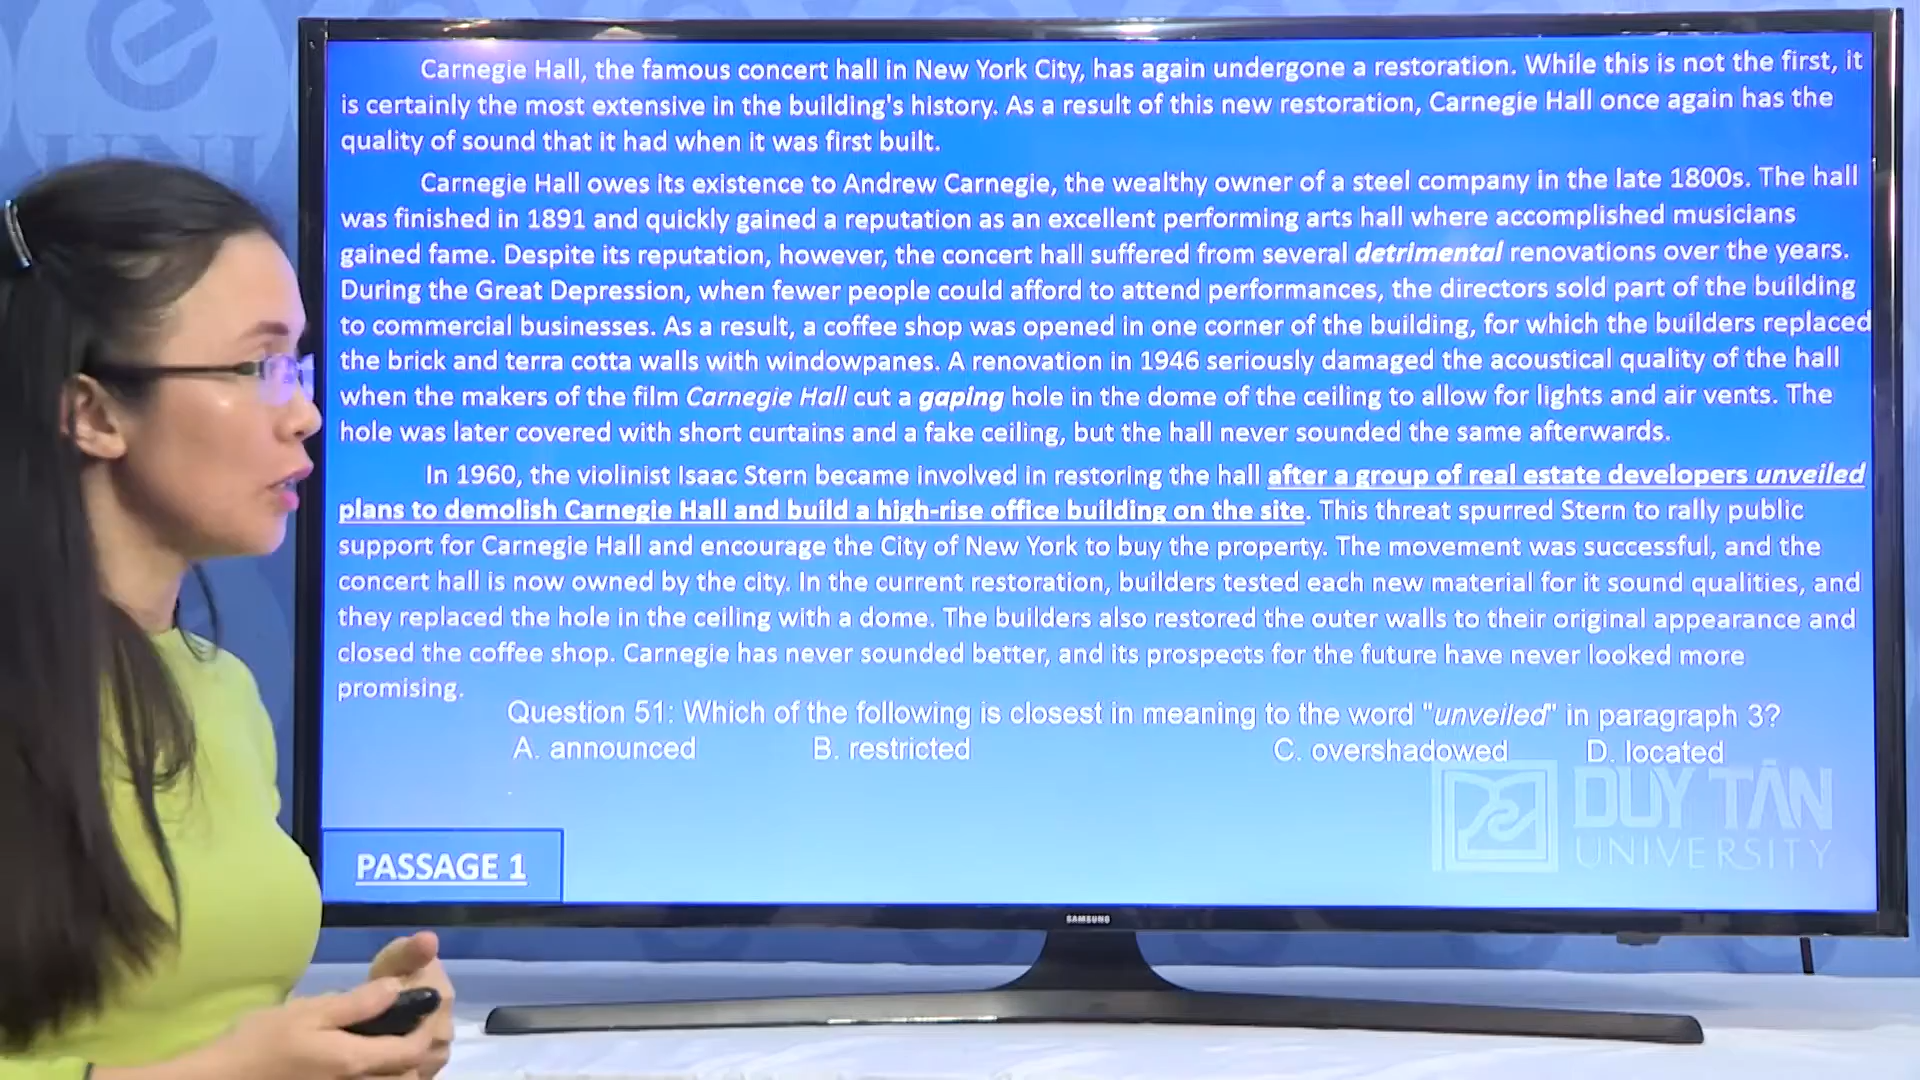 Carnegie Hall, the famous concert hall in New York City, has again undergone a restoration. While this is not the first, it
is certainly the most extensive in the building's history. As a result of this new restoration, Carnegie Hall once again has the
quality of sound that it had when it was first built.
Carnegie Hall owes its existence to Andrew Carnegie, the wealthy owner of a steel company in the late 1800s. The hall
was finished in 1891 and quickly gained a reputation as an excellent performing arts hall where accomplished musicians
gained fame. Despite its reputation, however, the concert hall suffered from several detrimental renovations over the years.
During the Great Depression, when fewer people could afford to attend performances, the directors sold part of the building
to commercial businesses. As a result, a coffee shop was opened in one corner of the building, for which the builders replaced
the brick and terra cotta walls with windowpanes. A renovation in 1946 seriously damaged the acoustical quality of the hall
when the makers of the film Carnegie Hall cut a gaping hole in the dome of the ceiling to allow for lights and air vents. The
hole was later covered with short curtains and a fake ceiling, but the hall never sounded the same afterwards.
In 1960, the violinist Isaac Stern became involved in restoring the hall after a group of real estate developers unveiled
plans to demolish Carnegie Hall and build a high-rise office building on the site. This threat spurred Stern to rally public
support for Carnegie Hall and encourage the City of New York to buy the property. The movement was successful, and the
concert hall is now owned by the city. In the current restoration, builders tested each new material for it sound qualities, and
they replaced the hole in the ceiling with a dome. The builders also restored the outer walls to their original appearance and
closed the coffee shop. Carnegie has never sounded better, and its prospects for the future have never looked more
promising.
Question 51: Which of the following is closest in meaning to the word "unveiled" in paragraph 3?
A. announced B. restricted C. overshadowed D. located
DUY TÂN
UNIVERSITY
PASSAGE 1
SAMSUNG
UNI